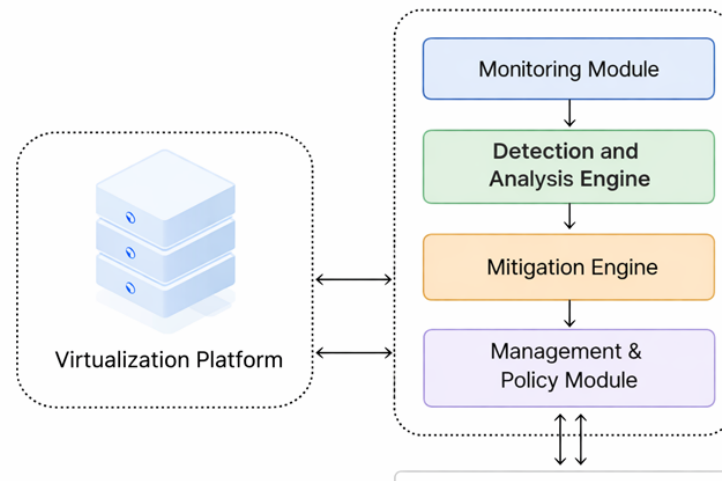 Monitoring Module
Detection and
Analysis Engine
Mitigation Engine
Virtualization Platform
Management &
Policy Module